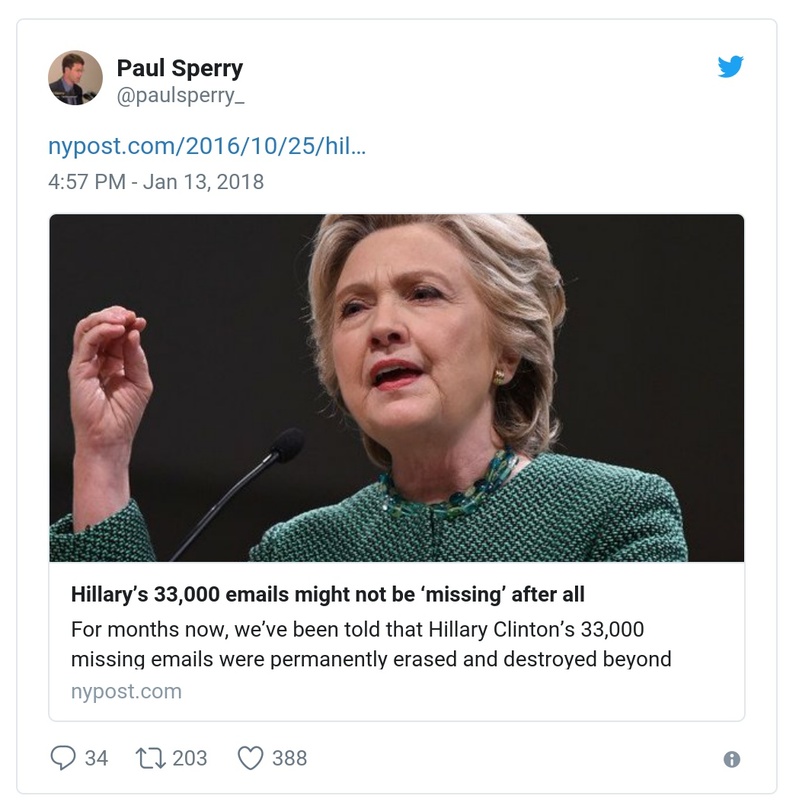 Paul Sperry
@paulsperry_
nypost.com/2016/10/25/hil...
4:57 PM - Jan 13, 2018
Hillary’s 33,000 emails might not be ‘missing’ after all
For months now, we’ve been told that Hillary Clinton’s 33,000
missing emails were permanently erased and destroyed beyond
nypost.com
34
203
388